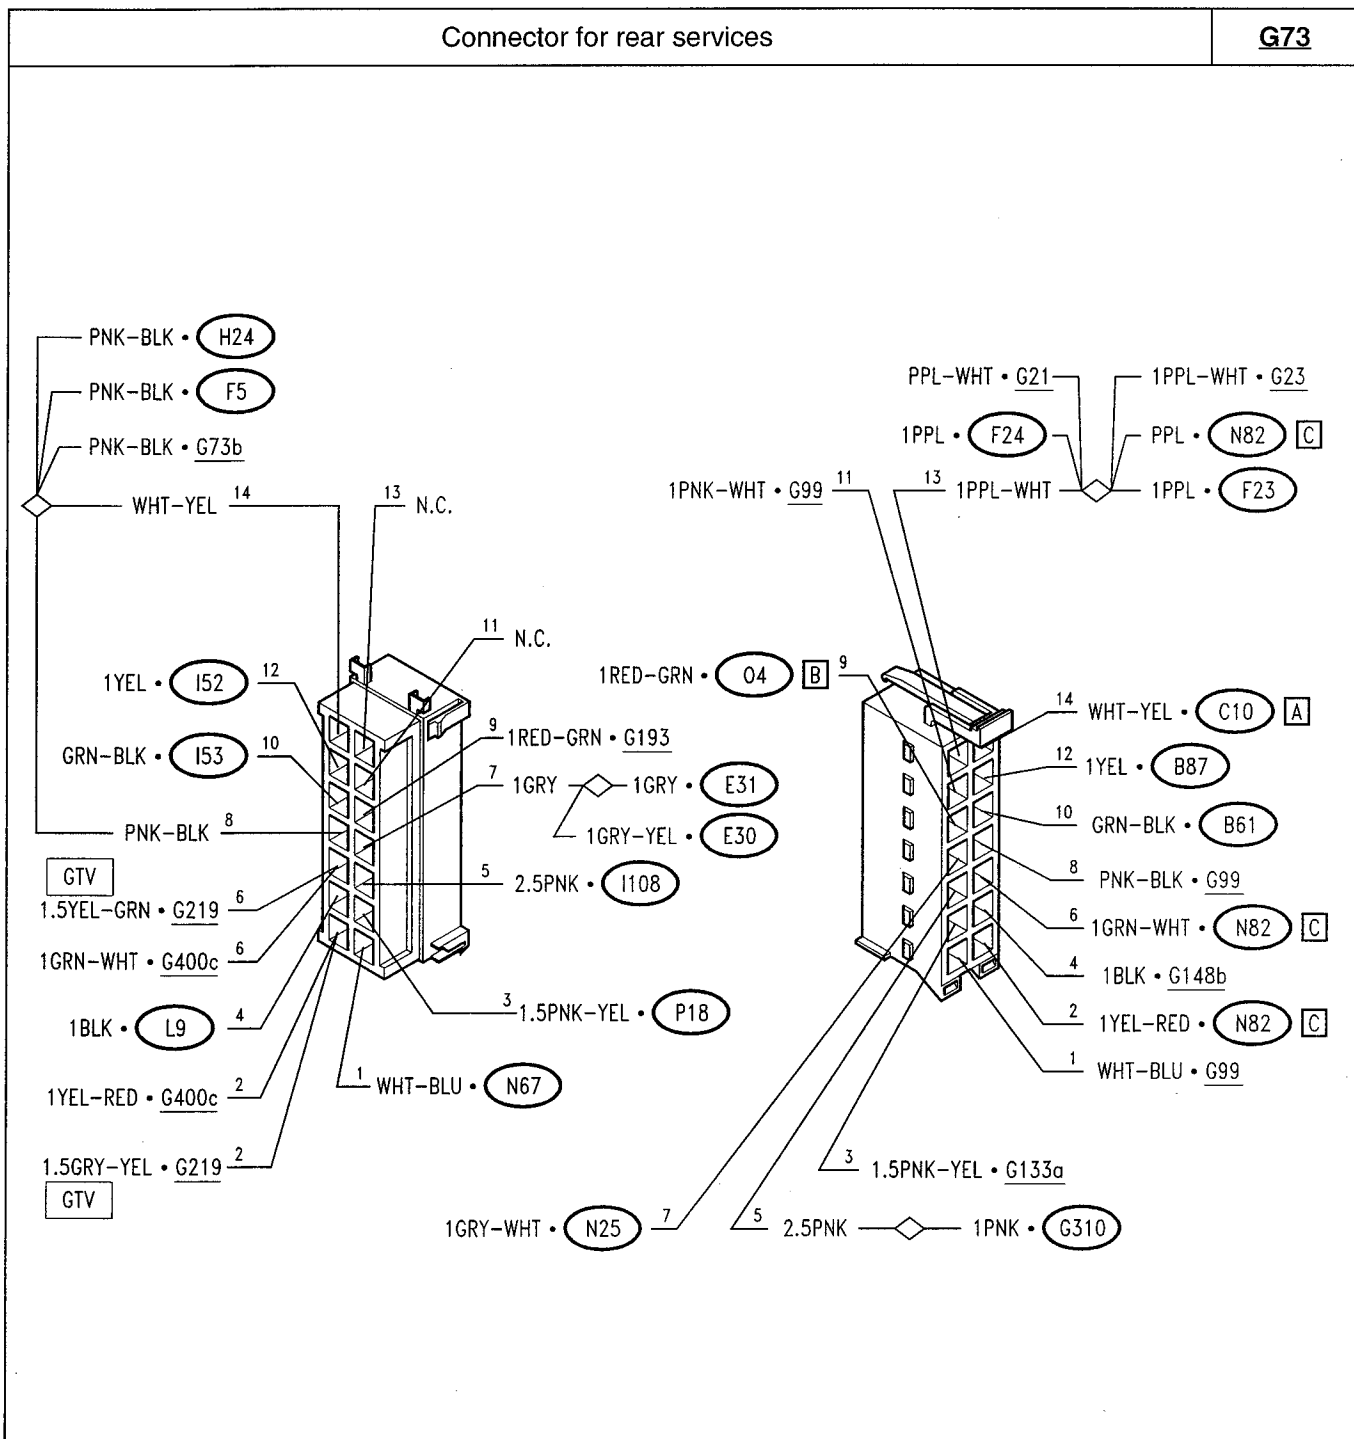 Connector for rear services G73
PNK-BLK • H24
PNK-BLK • F5
PNK-BLK • G73b
WHT-YEL 14
13 N.C.
11 N.C.
1YEL • I52 12
GRN-BLK • I53 10
PNK-BLK 8
GTV
1.5YEL-GRN • G219 6
1GRN-WHT • G400c 6
1BLK • L9 4
1YEL-RED • G400c 2
1.5GRY-YEL • G219 2
GTV
9 1RED-GRN • G193
7 1GRY 1GRY • E31
1GRY-YEL • E30
5 2.5PNK • I108
3 1.5PNK-YEL • P18
1 WHT-BLU • N67
PPL-WHT • G21 1PPL-WHT • G23
1PPL • F24 PPL • N82 C
1PNK-WHT • G99 11 13 1PPL-WHT 1PPL • F23
1RED-GRN • O4 B 9
14 WHT-YEL • C10 A
12 1YEL • B87
10 GRN-BLK • B61
8 PNK-BLK • G99
6 1GRN-WHT • N82 C
4 1BLK • G148b
2 1YEL-RED • N82 C
1 WHT-BLU • G99
3 1.5PNK-YEL • G133a
1GRY-WHT • N25 7 5 2.5PNK 1PNK • G310